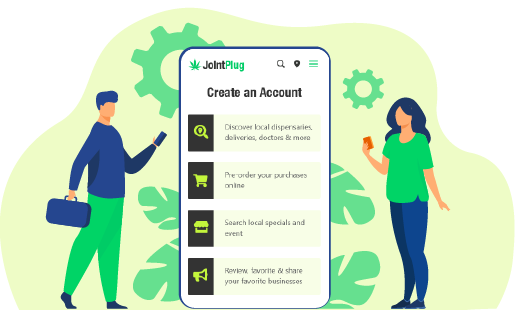 JointPlug
Create an Account
Discover local dispensaries,
deliveries, doctors & more
Pre-order your purchases
online
Search local specials and
event
Review, favorite & share
your favorite businesses